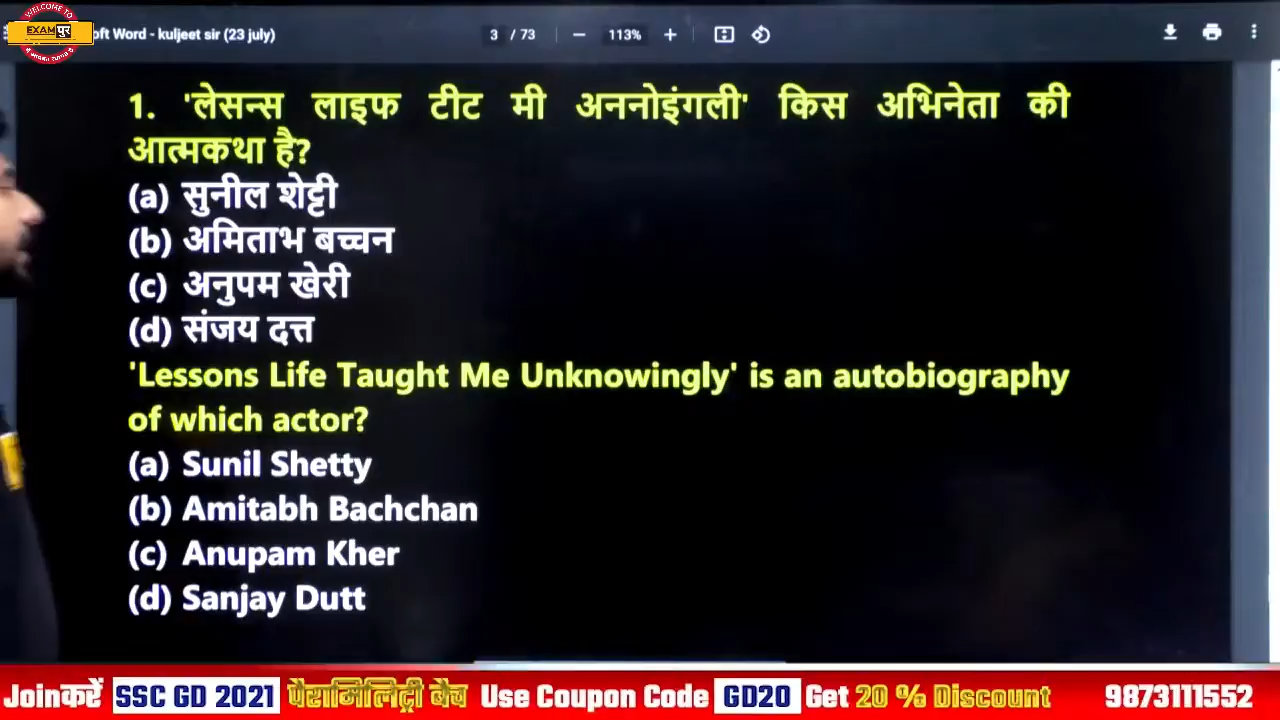 WELCOME TO
EXAMपुर
oft Word - kuljeet sir (23 july)
3 / 73
113%
1. 'लेसन्स लाइफ टीट मी अननोइंगली' किस अभिनेता की
आत्मकथा है?
(a) सुनील शेट्टी
(b) अमिताभ बच्चन
(c) अनुपम खेरी
(d) संजय दत्त
'Lessons Life Taught Me Unknowingly' is an autobiography
of which actor?
(a) Sunil Shetty
(b) Amitabh Bachchan
(c) Anupam Kher
(d) Sanjay Dutt
Joinकरें SSC GD 2021 पैरामिलिट्री बैच Use Coupon Code GD20 Get 20 % Discount 9873111552